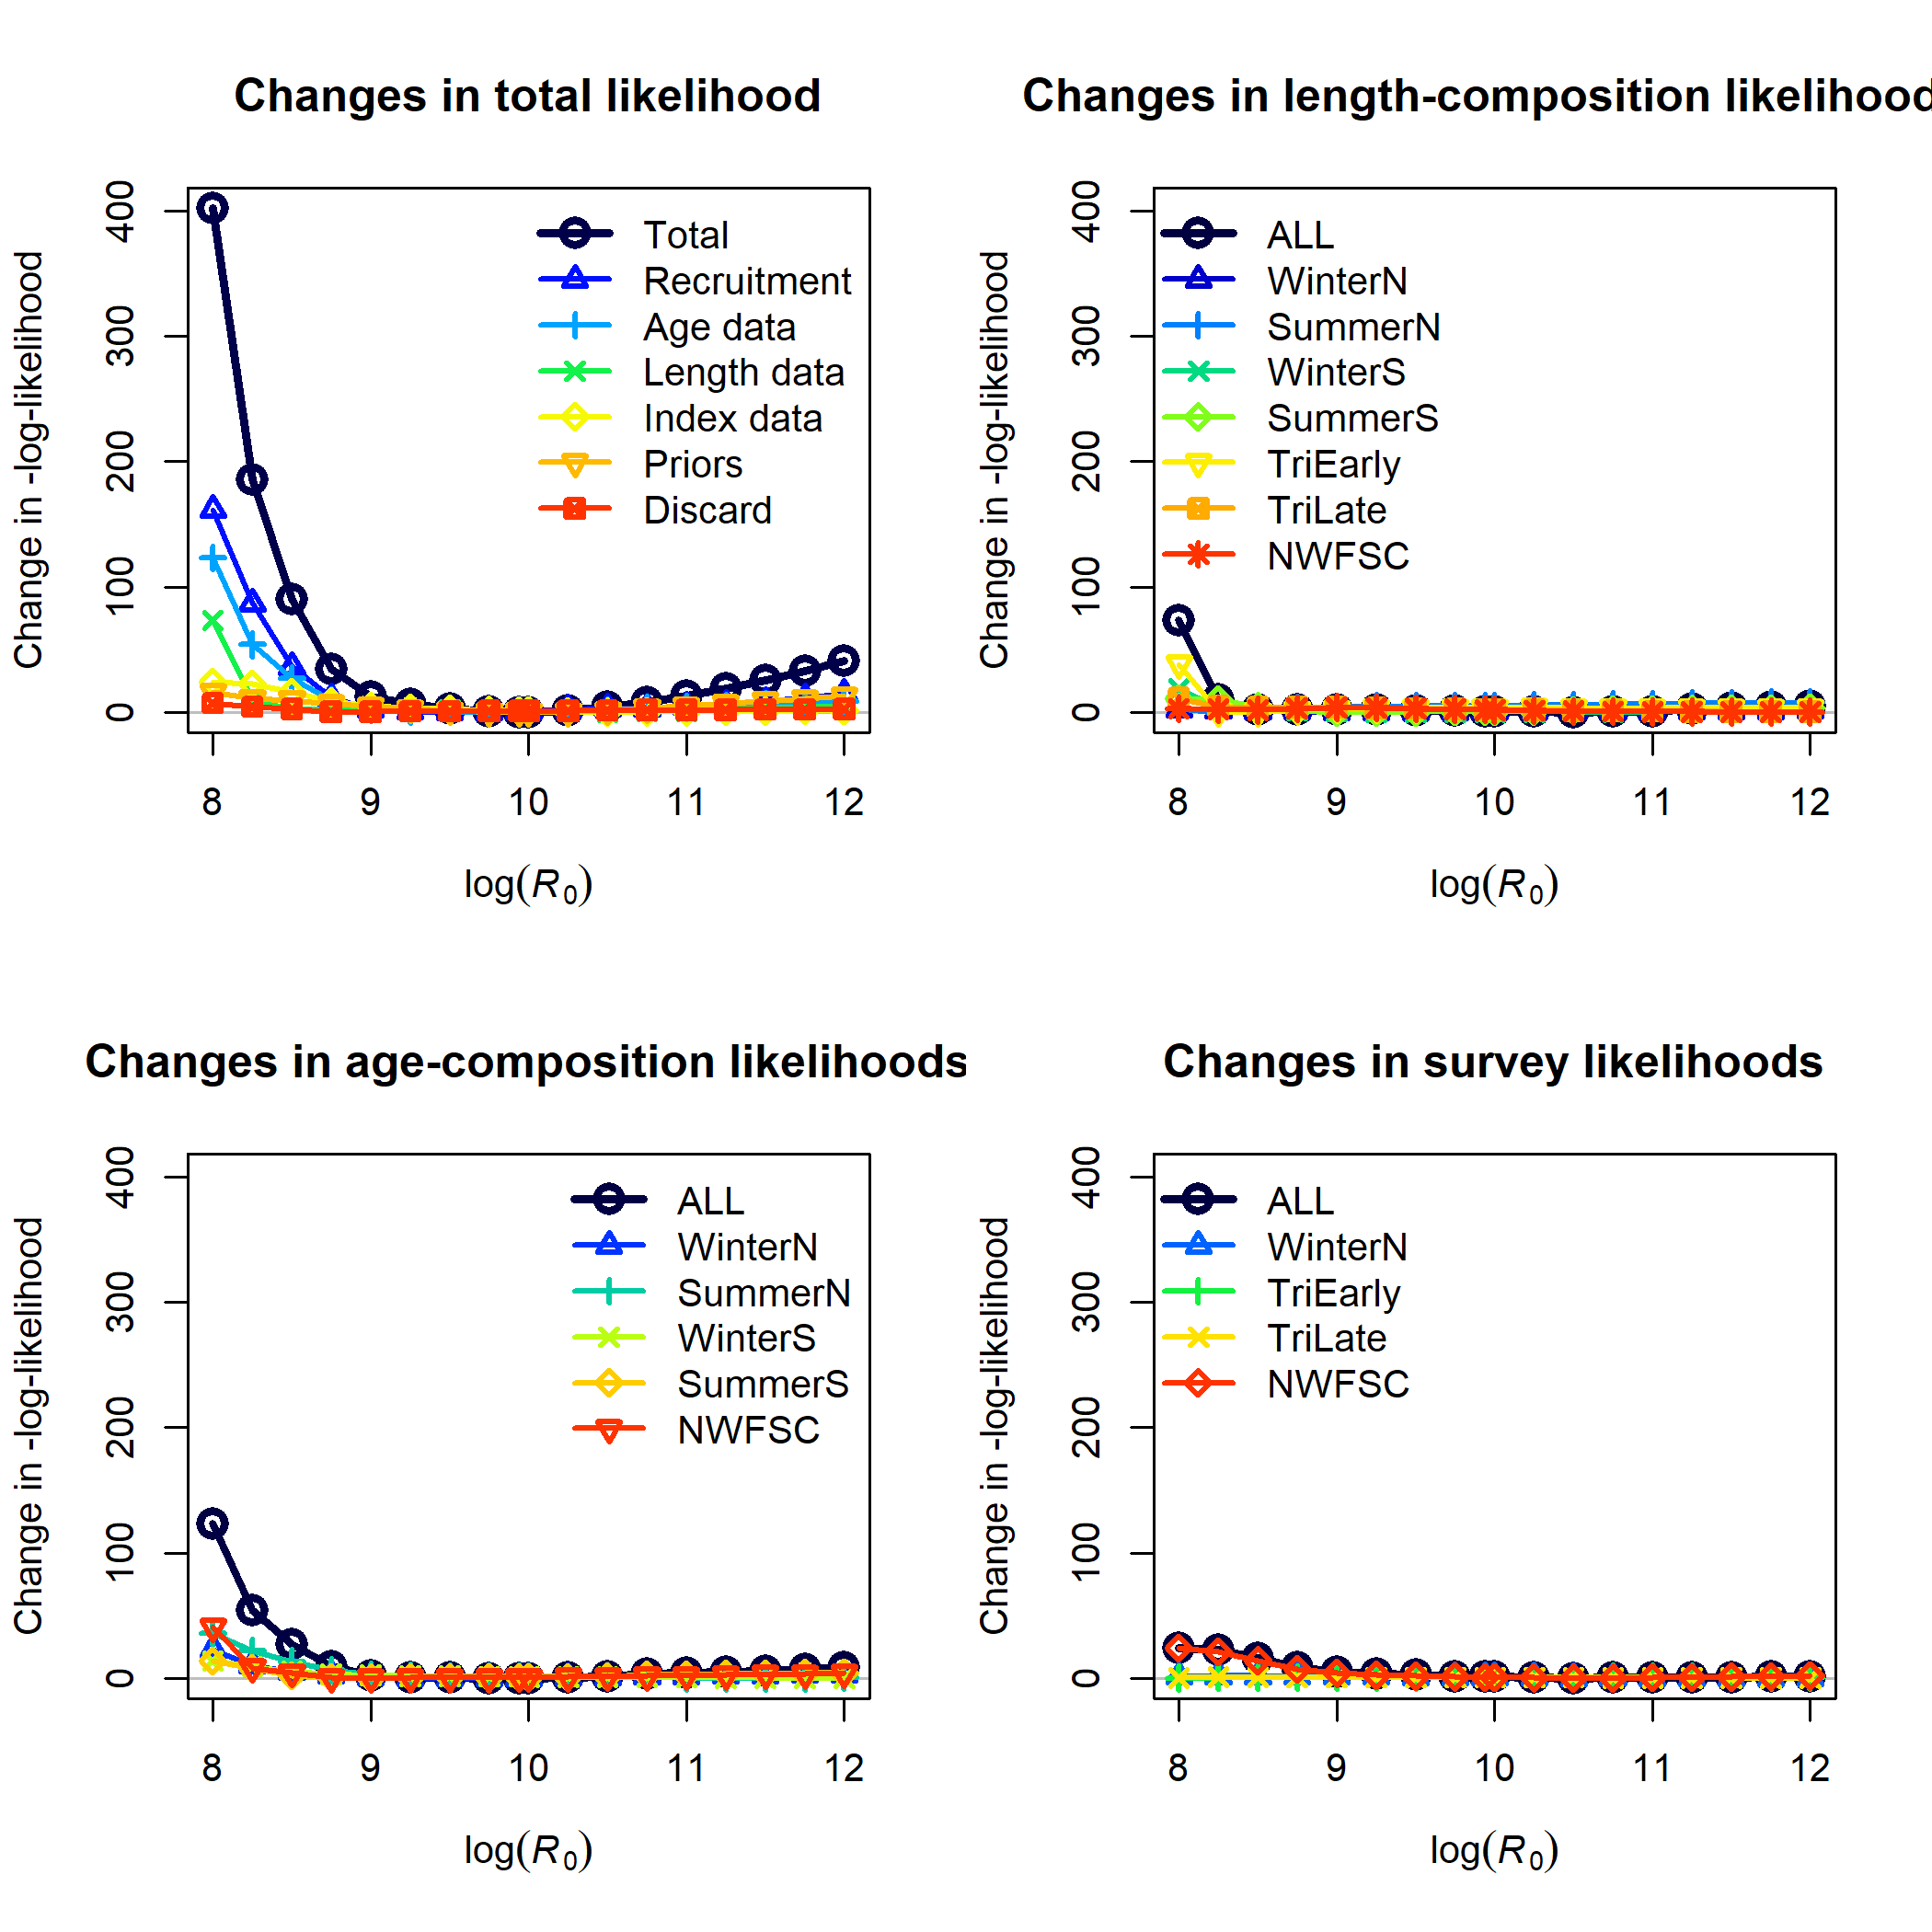 Changes in total likelihood
Change in -log-likelihood
400
300
200
100
0
Total
Recruitment
Age data
Length data
Index data
Priors
Discard
8 9 10 11 12
log(R0)
Changes in length-composition likelihood
Change in -log-likelihood
400
300
200
100
0
ALL
WinterN
SummerN
WinterS
SummerS
TriEarly
TriLate
NWFSC
8 9 10 11 12
log(R0)
Changes in age-composition likelihoods
Change in -log-likelihood
400
300
200
100
0
ALL
WinterN
SummerN
WinterS
SummerS
NWFSC
8 9 10 11 12
log(R0)
Changes in survey likelihoods
Change in -log-likelihood
400
300
200
100
0
ALL
WinterN
TriEarly
TriLate
NWFSC
8 9 10 11 12
log(R0)